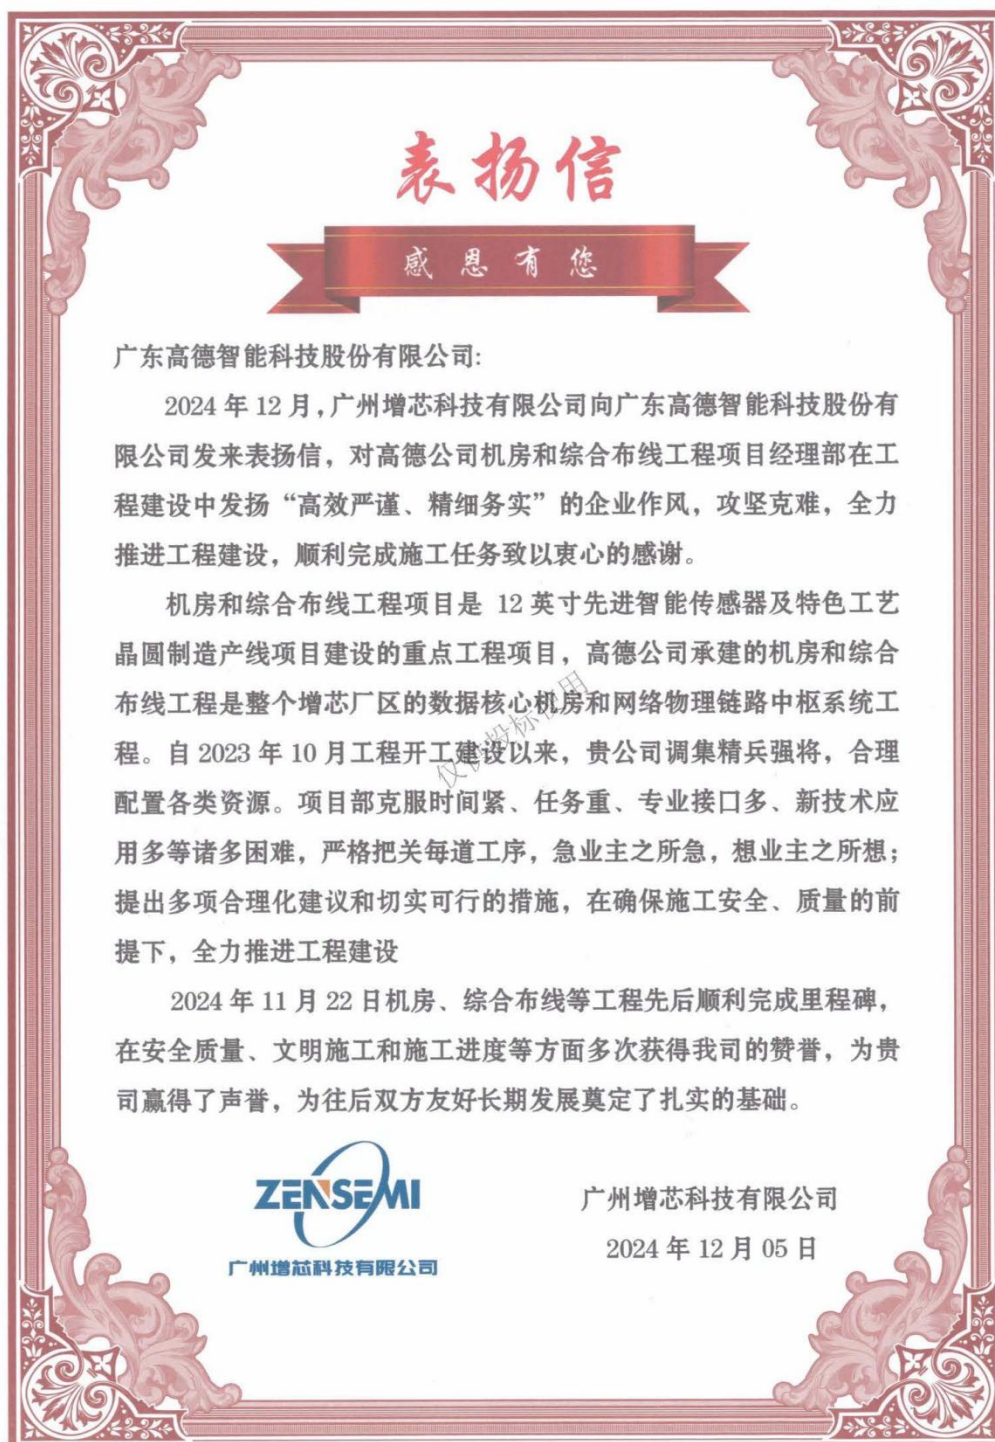 表扬信
感恩有您
广东高德智能科技股份有限公司:
2024 年 12 月,广州增芯科技有限公司向广东高德智能科技股份有
限公司发来表扬信，对高德公司机房和综合布线工程项目经理部在工
程建设中发扬“高效严谨、精细务实”的企业作风，攻坚克难，全力
推进工程建设，顺利完成施工任务致以衷心的感谢。
机房和综合布线工程项目是 12 英寸先进智能传感器及特色工艺
晶圆制造产线项目建设的重点工程项目，高德公司承建的机房和综合
布线工程是整个增芯厂区的数据核心机房和网络物理链路中枢系统工
程。自 2023 年 10 月工程开工建设以来，贵公司调集精兵强将，合理
配置各类资源。项目部克服时间紧、任务重、专业接口多、新技术应
用多等诸多困难，严格把关每道工序，急业主之所急，想业主之所想；
提出多项合理化建议和切实可行的措施，在确保施工安全、质量的前
提下，全力推进工程建设
2024 年 11 月 22 日机房、综合布线等工程先后顺利完成里程碑，
在安全质量、文明施工和施工进度等方面多次获得我司的赞誉，为贵
司赢得了声誉，为往后双方友好长期发展奠定了扎实的基础。
仅供投标使用
ZENSEMI
广州增芯科技有限公司
广州增芯科技有限公司
2024 年 12 月 05 日